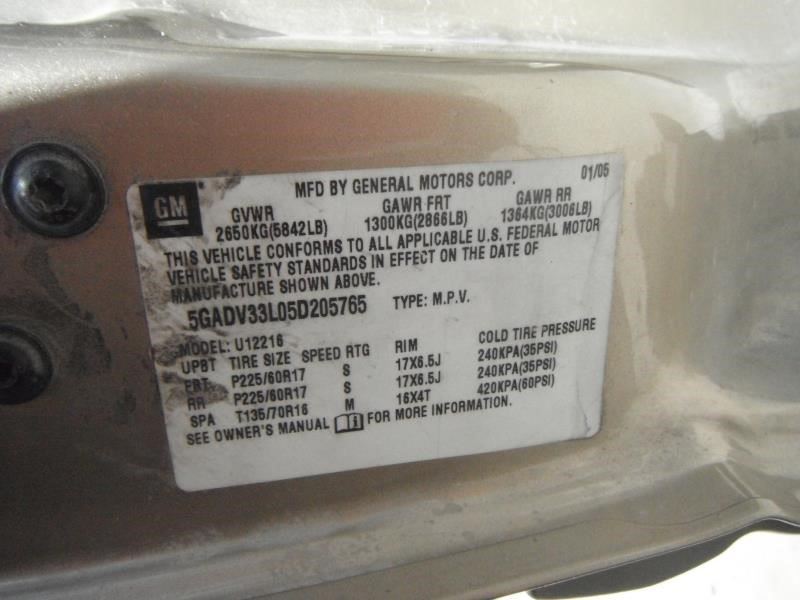 GM
MFD BY GENERAL MOTORS CORP. 01/05
GVWR GAWR FRT GAWR RR
2650KG(5842LB) 1300KG(2866LB) 1364KG(3006LB)
THIS VEHICLE CONFORMS TO ALL APPLICABLE U.S. FEDERAL MOTOR
VEHICLE SAFETY STANDARDS IN EFFECT ON THE DATE OF
MANUFACTURE SHOWN ABOVE.
5GADV33L05D205765 TYPE: M.P.V.
MODEL: U12216
UPBT TIRE SIZE SPEED RTG RIM COLD TIRE PRESSURE
FRT P225/60R17 S 17X6.5J 240KPA(35PSI)
RR P225/60R17 S 17X6.5J 240KPA(35PSI)
SPA T135/70R16 M 16X4T 420KPA(60PSI)
SEE OWNER'S MANUAL FOR MORE INFORMATION.